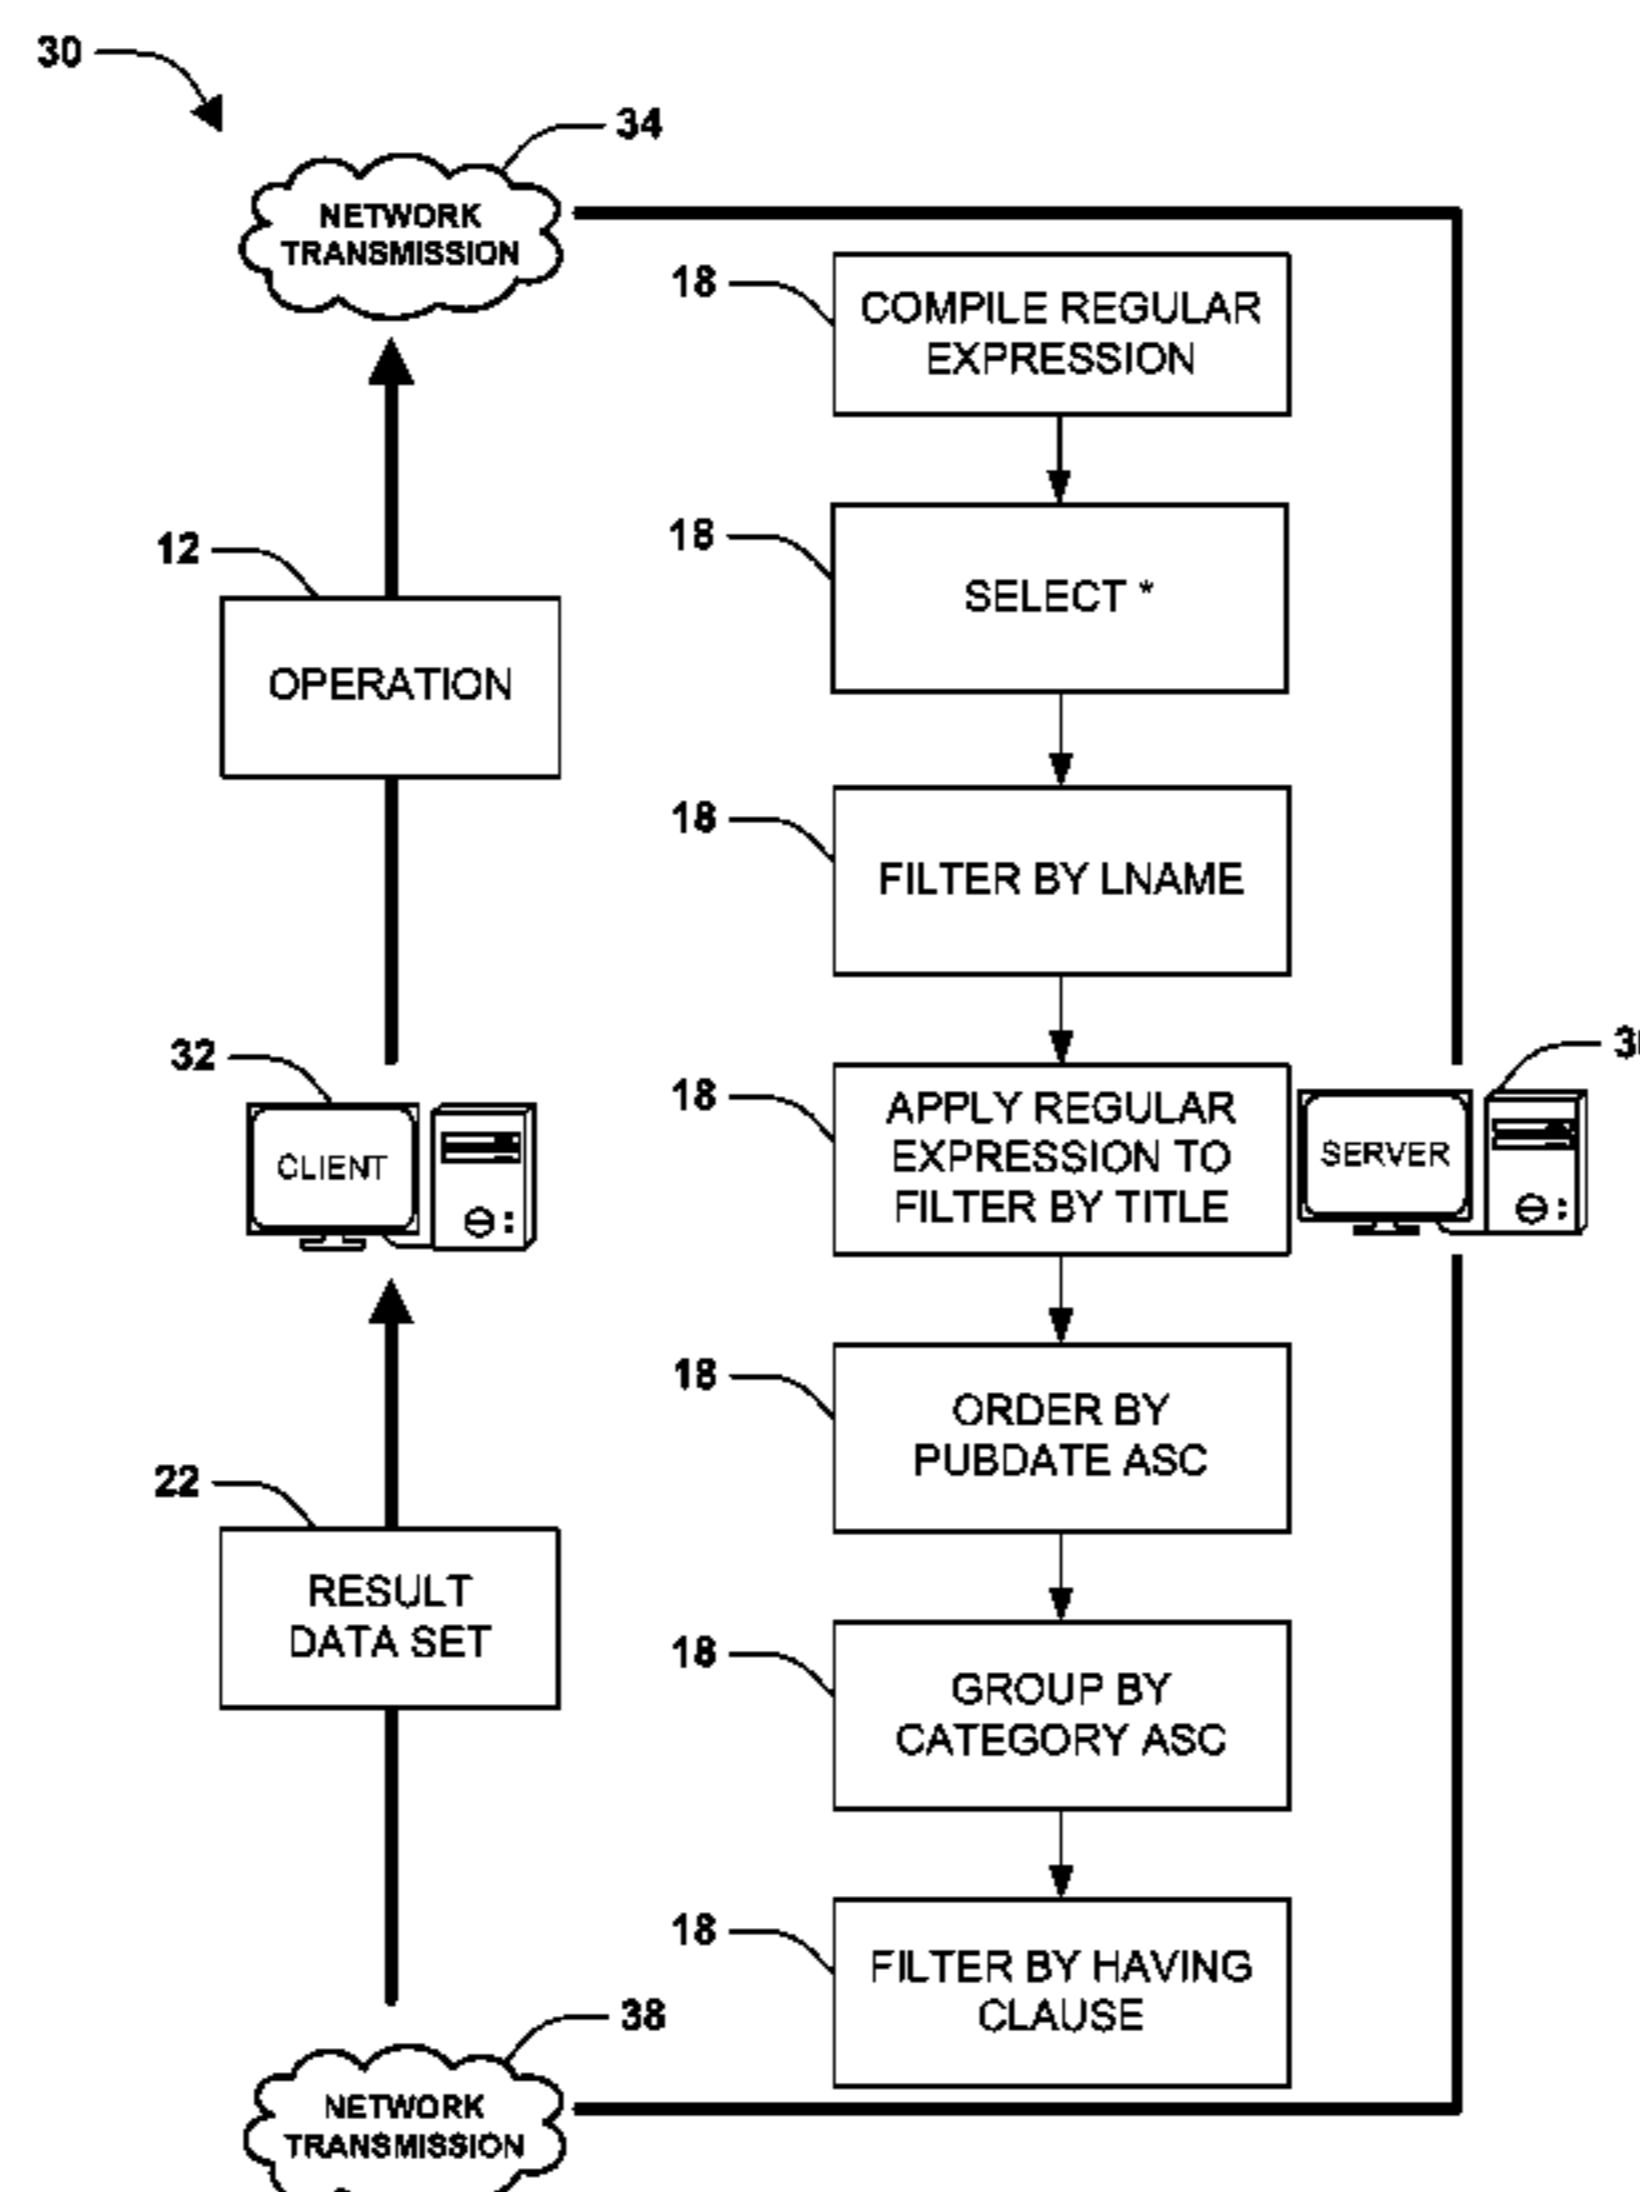 30
34
NETWORK
TRANSMISSION
18
COMPILE REGULAR
EXPRESSION
18
SELECT *
12
OPERATION
18
FILTER BY LNAME
32
CLIENT
18
APPLY REGULAR
EXPRESSION TO
FILTER BY TITLE
SERVER
18
ORDER BY
PUBDATE ASC
22
RESULT
DATA SET
18
GROUP BY
CATEGORY ASC
18
FILTER BY HAVING
CLAUSE
38
NETWORK
TRANSMISSION